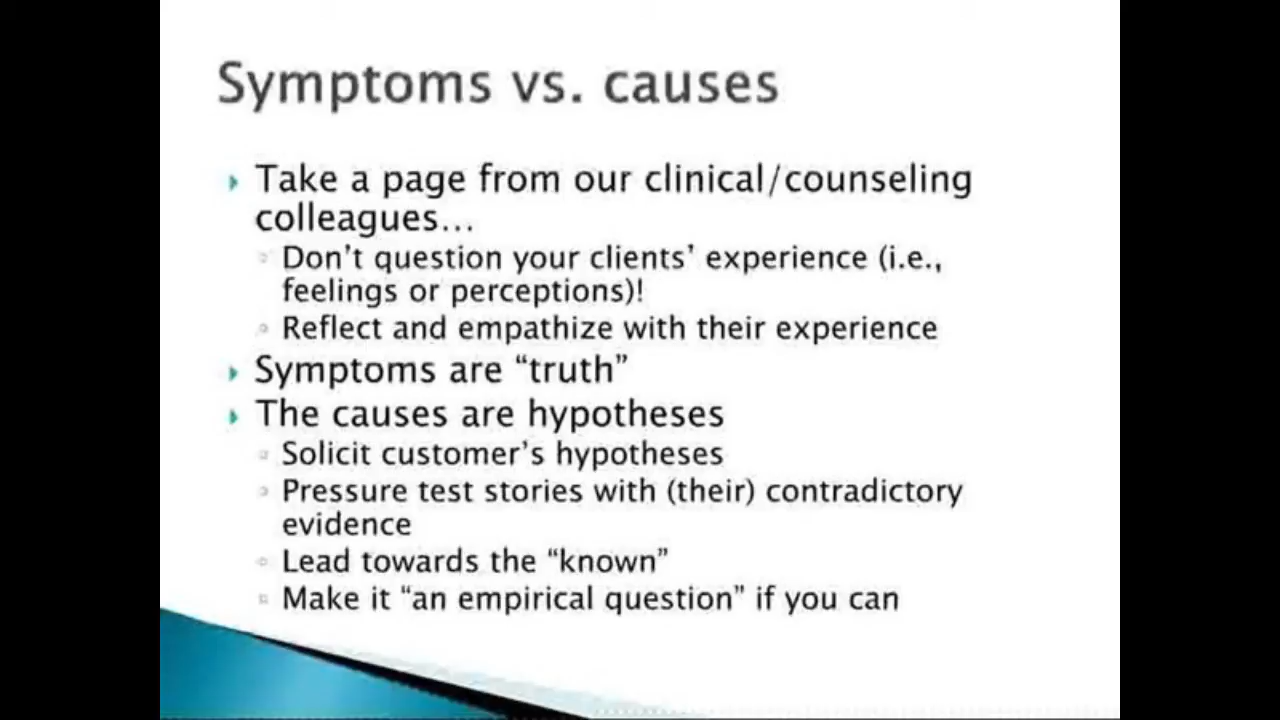 Symptoms vs. causes
Take a page from our clinical/counseling
colleagues...
Don't question your clients' experience (i.e.,
feelings or perceptions)!
Reflect and empathize with their experience
Symptoms are “truth”
The causes are hypotheses
Solicit customer's hypotheses
Pressure test stories with (their) contradictory
evidence
Lead towards the “known”
Make it “an empirical question” if you can